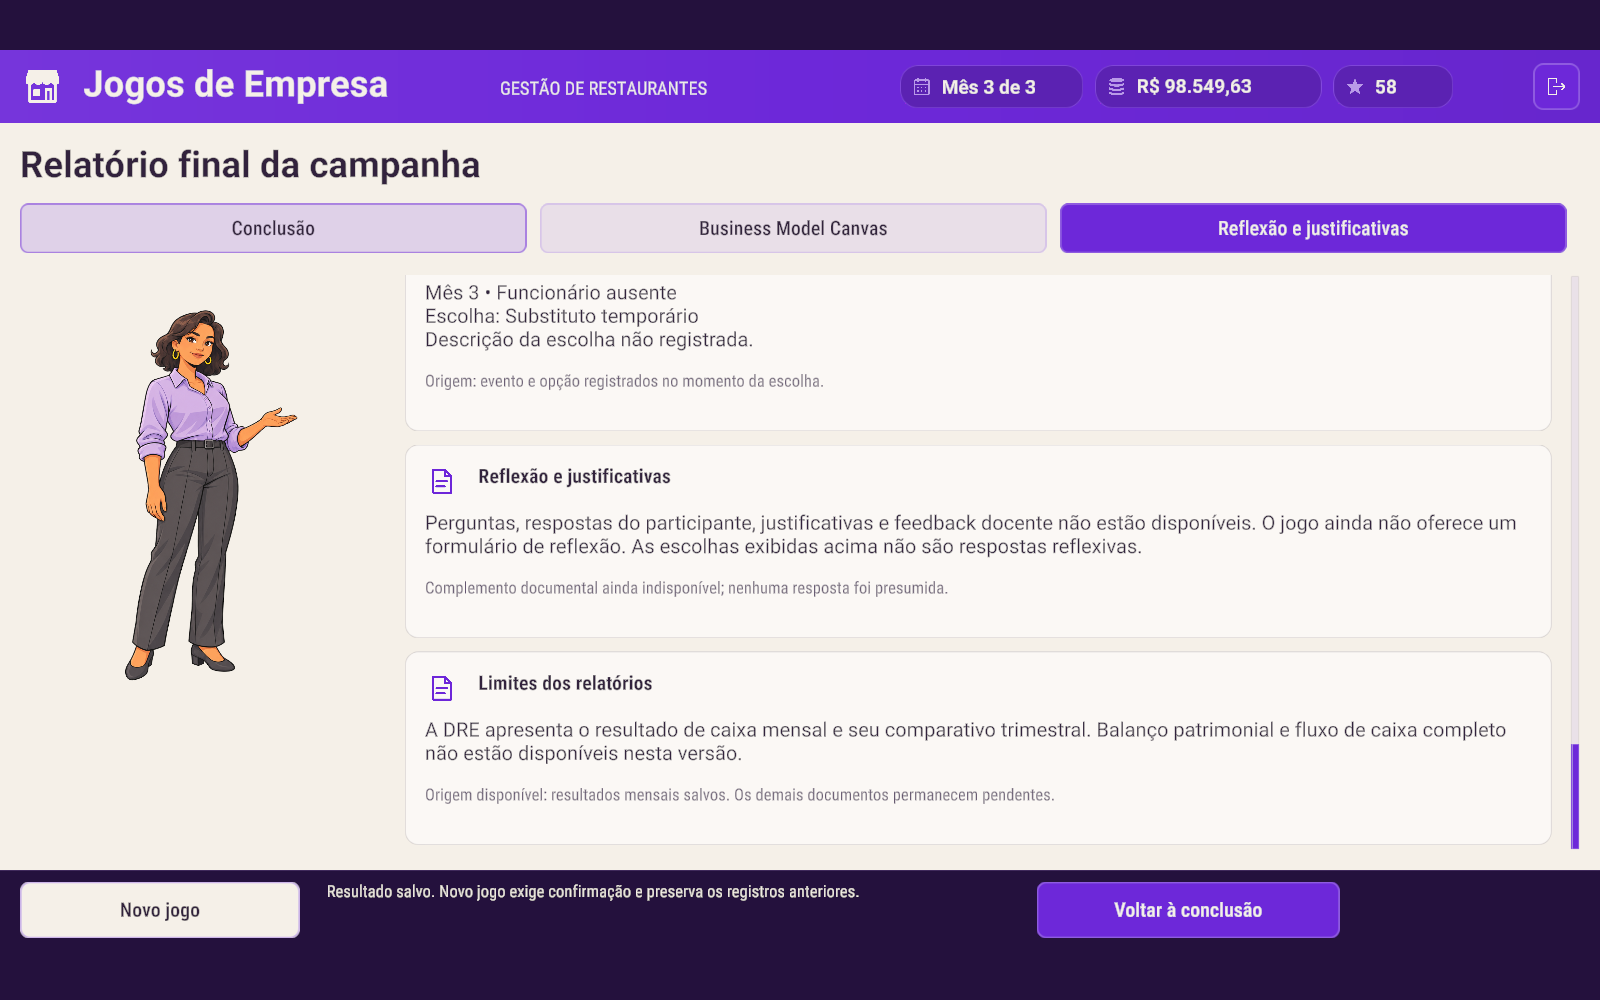 Jogos de Empresa
GESTÃO DE RESTAURANTES
Mês 3 de 3
R$ 98.549,63
58
Relatório final da campanha
Conclusão
Business Model Canvas
Reflexão e justificativas
Mês 3 • Funcionário ausente
Escolha: Substituto temporário
Descrição da escolha não registrada.
Origem: evento e opção registrados no momento da escolha.
Reflexão e justificativas
Perguntas, respostas do participante, justificativas e feedback docente não estão disponíveis. O jogo ainda não oferece um
formulário de reflexão. As escolhas exibidas acima não são respostas reflexivas.
Complemento documental ainda indisponível; nenhuma resposta foi presumida.
Limites dos relatórios
A DRE apresenta o resultado de caixa mensal e seu comparativo trimestral. Balanço patrimonial e fluxo de caixa completo
não estão disponíveis nesta versão.
Origem disponível: resultados mensais salvos. Os demais documentos permanecem pendentes.
Novo jogo
Resultado salvo. Novo jogo exige confirmação e preserva os registros anteriores.
Voltar à conclusão